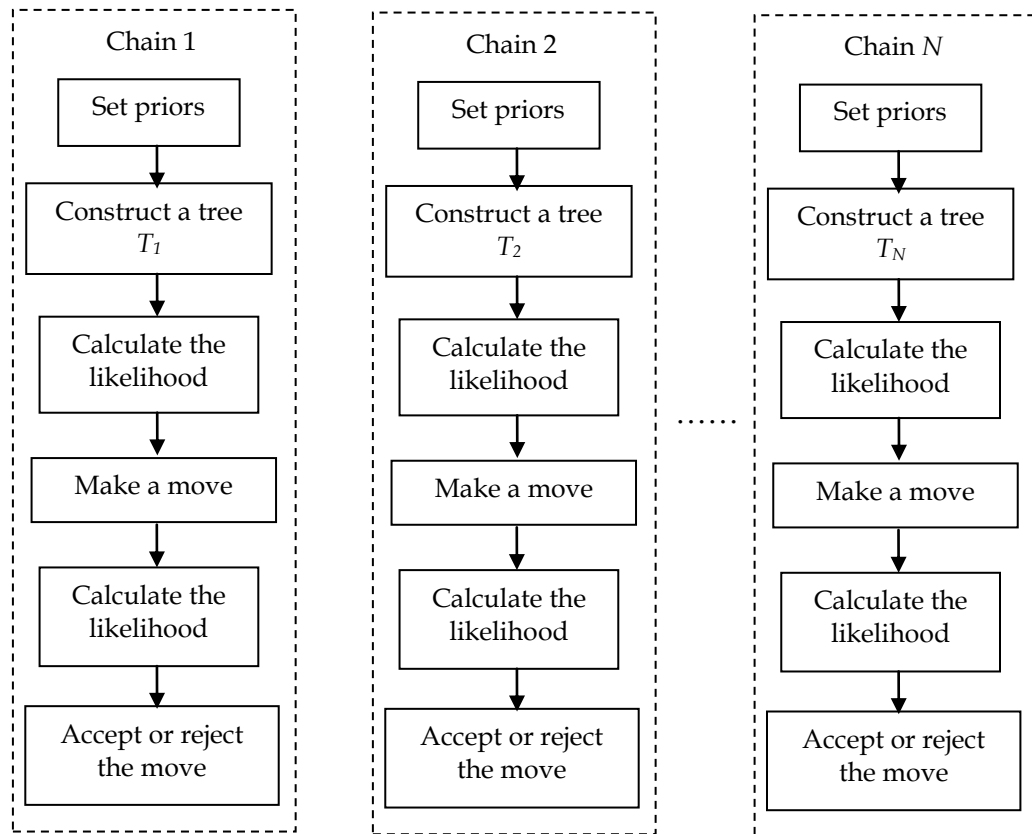 Chain 1
Set priors
Construct a tree
T1
Calculate the
likelihood
Make a move
Calculate the
likelihood
Accept or reject
the move
Chain 2
Set priors
Construct a tree
T2
Calculate the
likelihood
Make a move
Calculate the
likelihood
Accept or reject
the move
......
Chain N
Set priors
Construct a tree
TN
Calculate the
likelihood
Make a move
Calculate the
likelihood
Accept or reject
the move